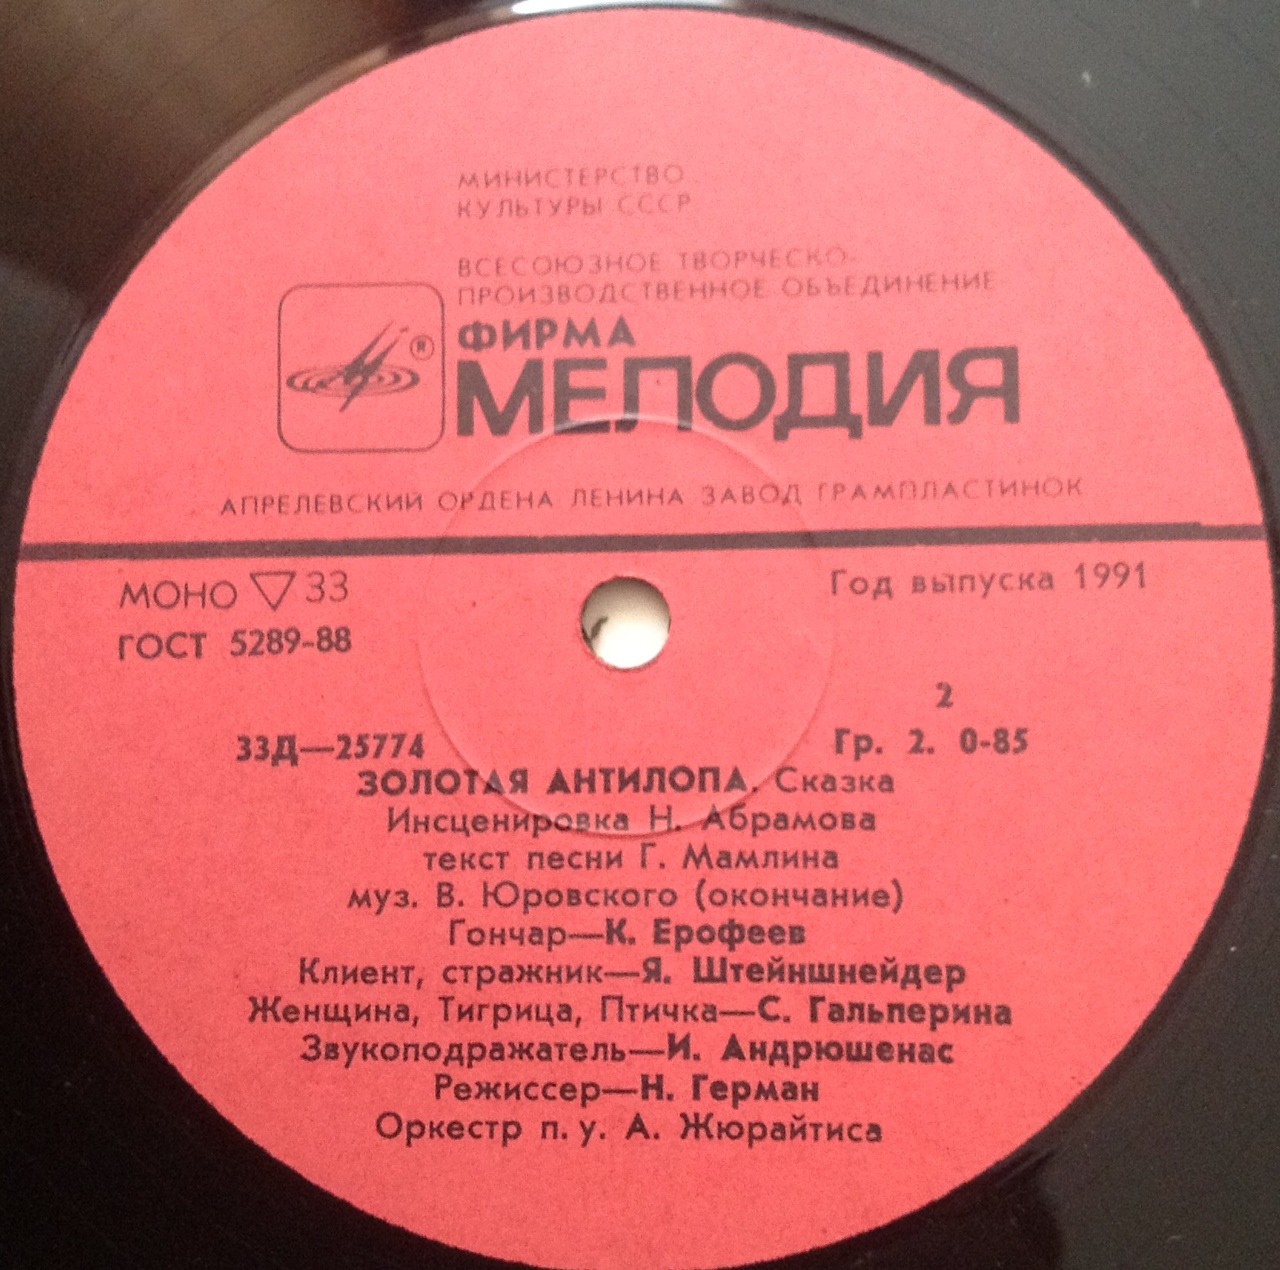 МИНИСТЕРСТВО
КУЛЬТУРЫ СССР
ВСЕСОЮЗНОЕ ТВОРЧЕСКО-
ПРОИЗВОДСТВЕННОЕ ОБЪЕДИНЕНИЕ
ФИРМА
®
МЕЛОДИЯ
АПРЕЛЕВСКИЙ ОРДЕНА ЛЕНИНА ЗАВОД ГРАМПЛАСТИНОК
МОНО ▽ 33
Год выпуска 1991
ГОСТ 5289-88
2
33Д—25774
Гр. 2. 0-85
ЗОЛОТАЯ АНТИЛОПА. Сказка
Инсценировка Н. Абрамова
текст песни Г. Мамлина
муз. В. Юровского (окончание)
Гончар—К. Ерофеев
Клиент, стражник—Я. Штейншнейдер
Женщина, Тигрица, Птичка—С. Гальперина
Звукоподражатель—И. Андрюшенас
Режиссер—Н. Герман
Оркестр п. у. А. Жюрайтиса